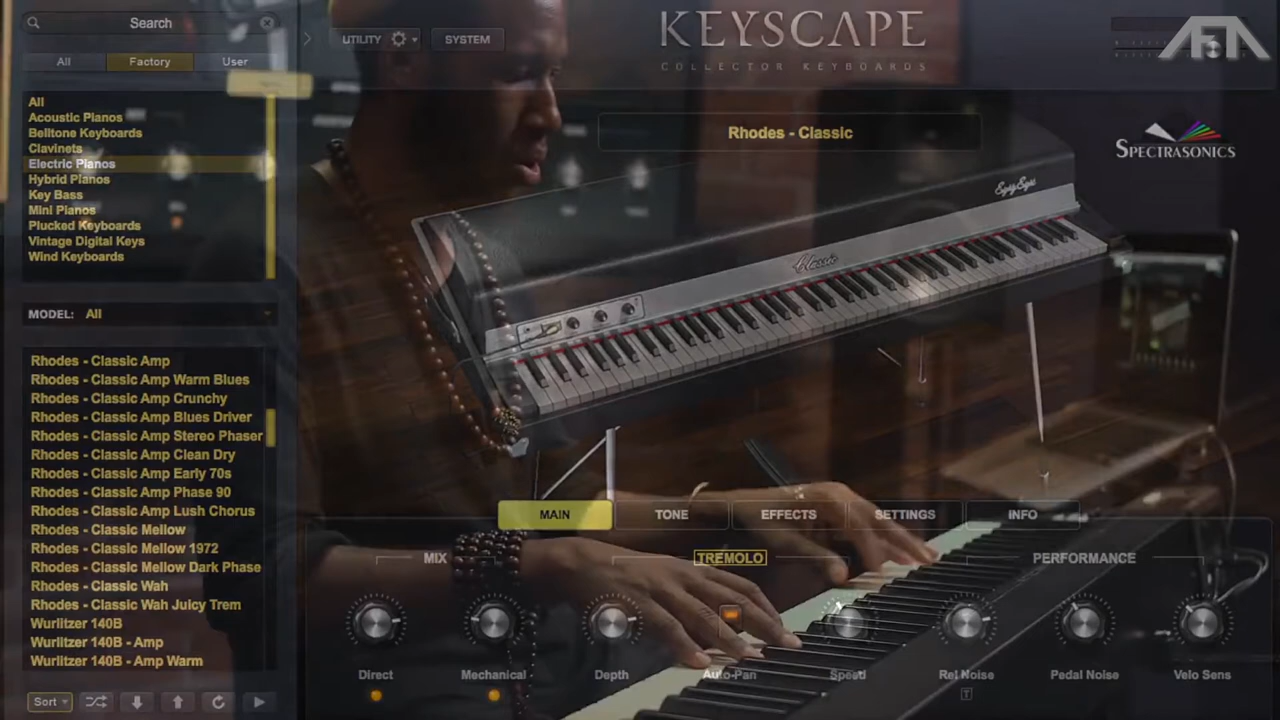 Search
UTILITY
SYSTEM
KEYSCAPE
COLLECTOR KEYBOARDS
AFTA
All
Factory
User
All
Acoustic Pianos
Belltone Keyboards
Clavinets
Electric Pianos
Hybrid Pianos
Key Bass
Mini Pianos
Plucked Keyboards
Vintage Digital Keys
Wind Keyboards
Rhodes - Classic
SPECTRASONICS
Classic
MODEL: All
Rhodes - Classic Amp
Rhodes - Classic Amp Warm Blues
Rhodes - Classic Amp Crunchy
Rhodes - Classic Amp Blues Driver
Rhodes - Classic Amp Stereo Phaser
Rhodes - Classic Amp Clean Dry
Rhodes - Classic Amp Early 70s
Rhodes - Classic Amp Phase 90
Rhodes - Classic Amp Lush Chorus
Rhodes - Classic Mellow
Rhodes - Classic Mellow 1972
Rhodes - Classic Mellow Dark Phase
Rhodes - Classic Wah
Rhodes - Classic Wah Juicy Trem
Wurlitzer 140B
Wurlitzer 140B - Amp
Wurlitzer 140B - Amp Warm
Sort
MAIN
TONE
EFFECTS
SETTINGS
INFO
MIX
TREMOLO
PERFORMANCE
Direct
Mechanical
Depth
Auto-Pan
Speed
Rel Noise
Pedal Noise
Velo Sens
T